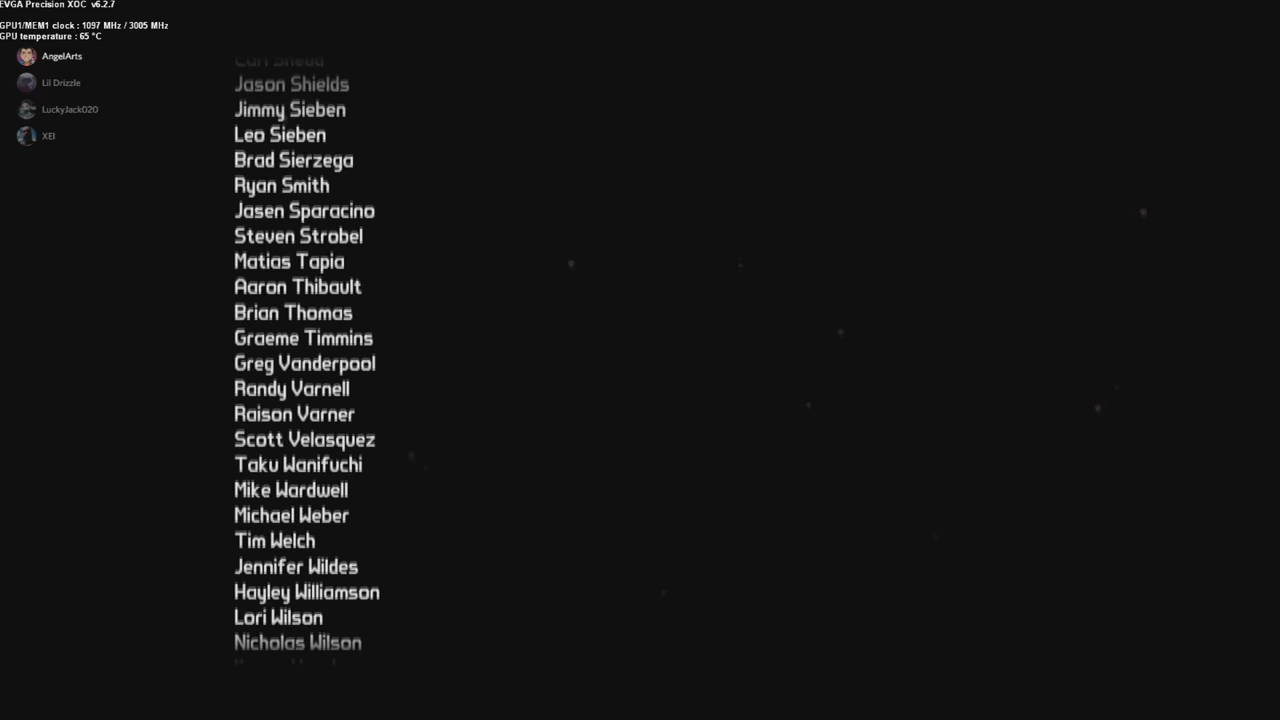 EVGA Precision XOC v6.2.7
GPU1/MEM1 clock : 1097 MHz / 3005 MHz
GPU temperature : 65 °C
AngelArts
Lil Drizzle
LuckyJack020
XEI
Jason Shields
Jimmy Sieben
Leo Sieben
Brad Sierzega
Ryan Smith
Jasen Sparacino
Steven Strobel
Matias Tapia
Aaron Thibault
Brian Thomas
Graeme Timmins
Greg Vanderpool
Randy Varnell
Raison Varner
Scott Velasquez
Taku Wanifuchi
Mike Wardwell
Michael Weber
Tim Welch
Jennifer Wildes
Hayley Williamson
Lori Wilson
Nicholas Wilson